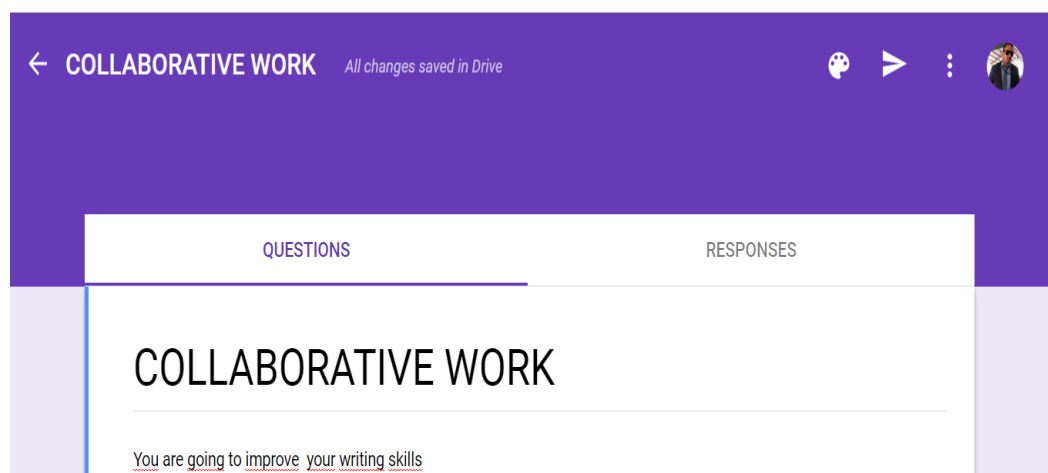 COLLABORATIVE WORK All changes saved in Drive
QUESTIONS RESPONSES
COLLABORATIVE WORK
You are going to improve  your writing skills